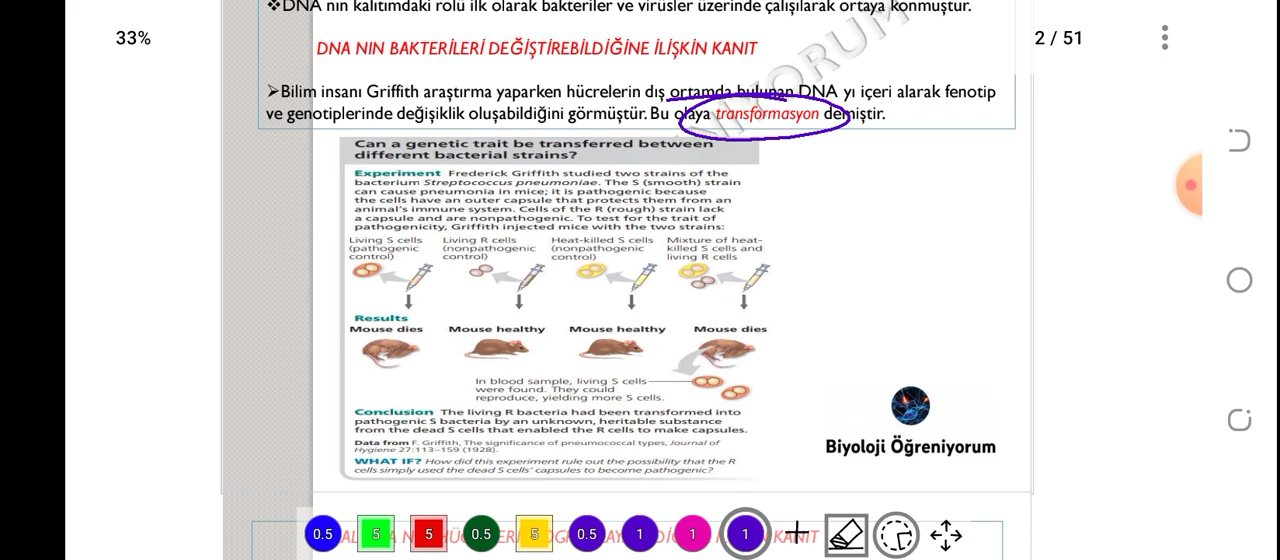 ❖DNA nın kalıtımdaki rolü ilk olarak bakteriler ve virüsler üzerinde çalışılarak ortaya konmuştur.
33%
2 / 51
DNA NIN BAKTERİLERİ DEĞİŞTİREBİLDİĞİNE İLİŞKİN KANIT
➢Bilim insanı Griffith araştırma yaparken hücrelerin dış ortamda bulunan DNA yı içeri alarak fenotip
ve genotiplerinde değişiklik oluşabildiğini görmüştür. Bu olaya transformasyon demiştir.
Can a genetic trait be transferred between
different bacterial strains?
Experiment Frederick Griffith studied two strains of the
bacterium Streptococcus pneumoniae. The S (smooth) strain
can cause pneumonia in mice; it is pathogenic because
the cells have an outer capsule that protects them from an
animal's immune system. Cells of the R (rough) strain lack
a capsule and are nonpathogenic. To test for the trait of
pathogenicity, Griffith injected mice with the two strains:
Living S cells
(pathogenic
control)
Living R cells
(nonpathogenic
control)
Heat-killed S cells
(nonpathogenic
control)
Mixture of heat-
killed S cells and
living R cells
Results
Mouse dies
Mouse healthy
Mouse healthy
Mouse dies
In blood sample, living S cells
were found. They could
reproduce, yielding more S cells.
Conclusion The living R bacteria had been transformed into
pathogenic S bacteria by an unknown, heritable substance
from the dead S cells that enabled the R cells to make capsules.
Data from F. Griffith, The significance of pneumococcal types, Journal of
Hygiene 27:113–159 (1928).
WHAT IF? How did this experiment rule out the possibility that the R
cells simply used the dead S cells' capsules to become pathogenic?
Biyoloji Öğreniyorum
0.5 5 5 0.5 5 0.5 1 1 1
KANIT